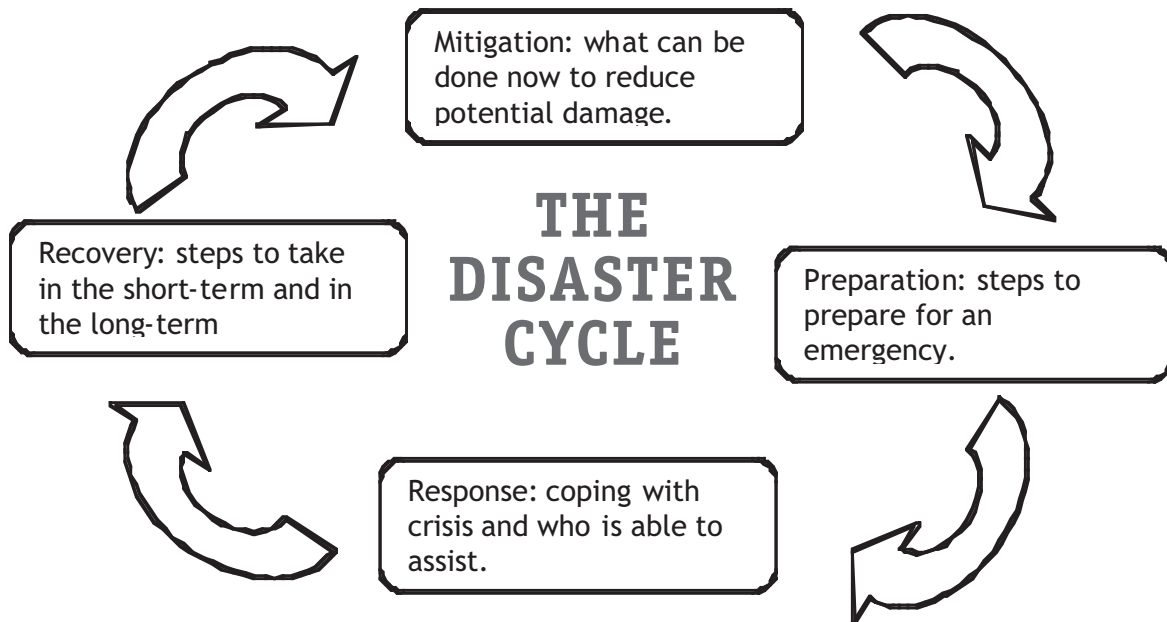 Mitigation: what can be
done now to reduce
potential damage.
THE
DISASTER
CYCLE
Recovery: steps to take
in the short-term and in
the long-term
Preparation: steps to
prepare for an
emergency.
Response: coping with
crisis and who is able to
assist.